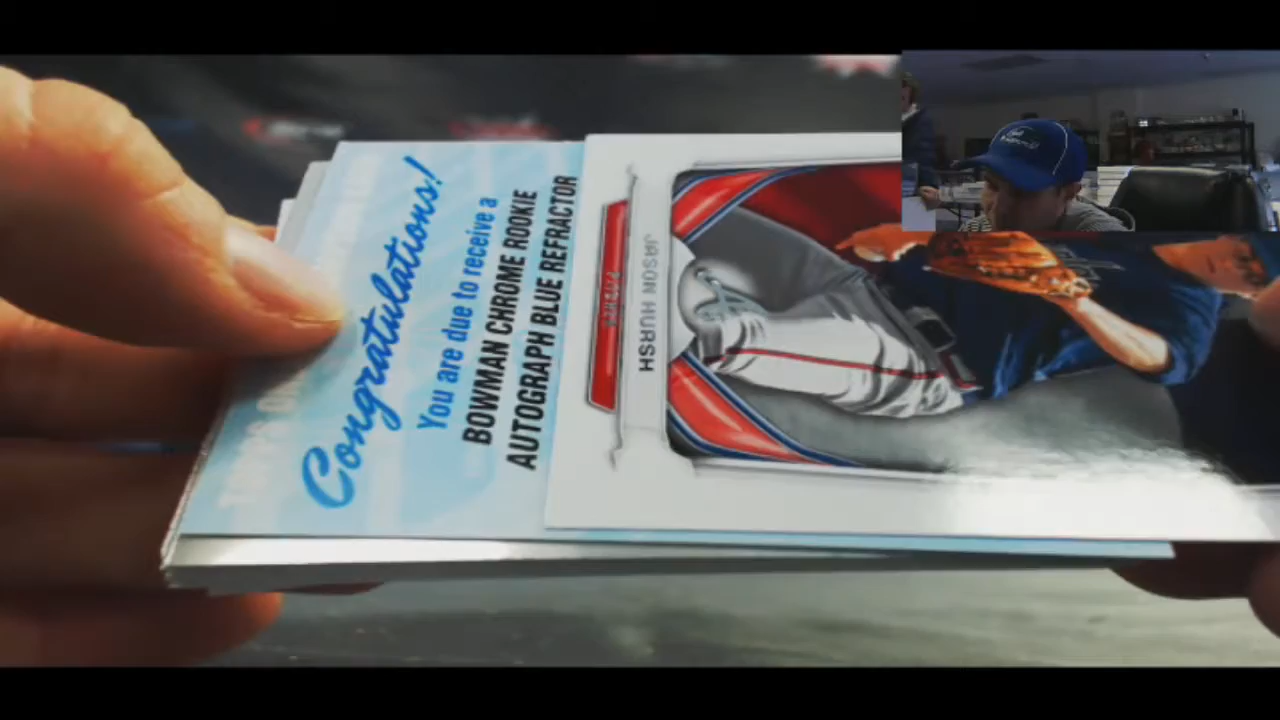 Congratulations!
You are due to receive a
BOWMAN CHROME ROOKIE
AUTOGRAPH BLUE REFRACTOR
JASON HURSH